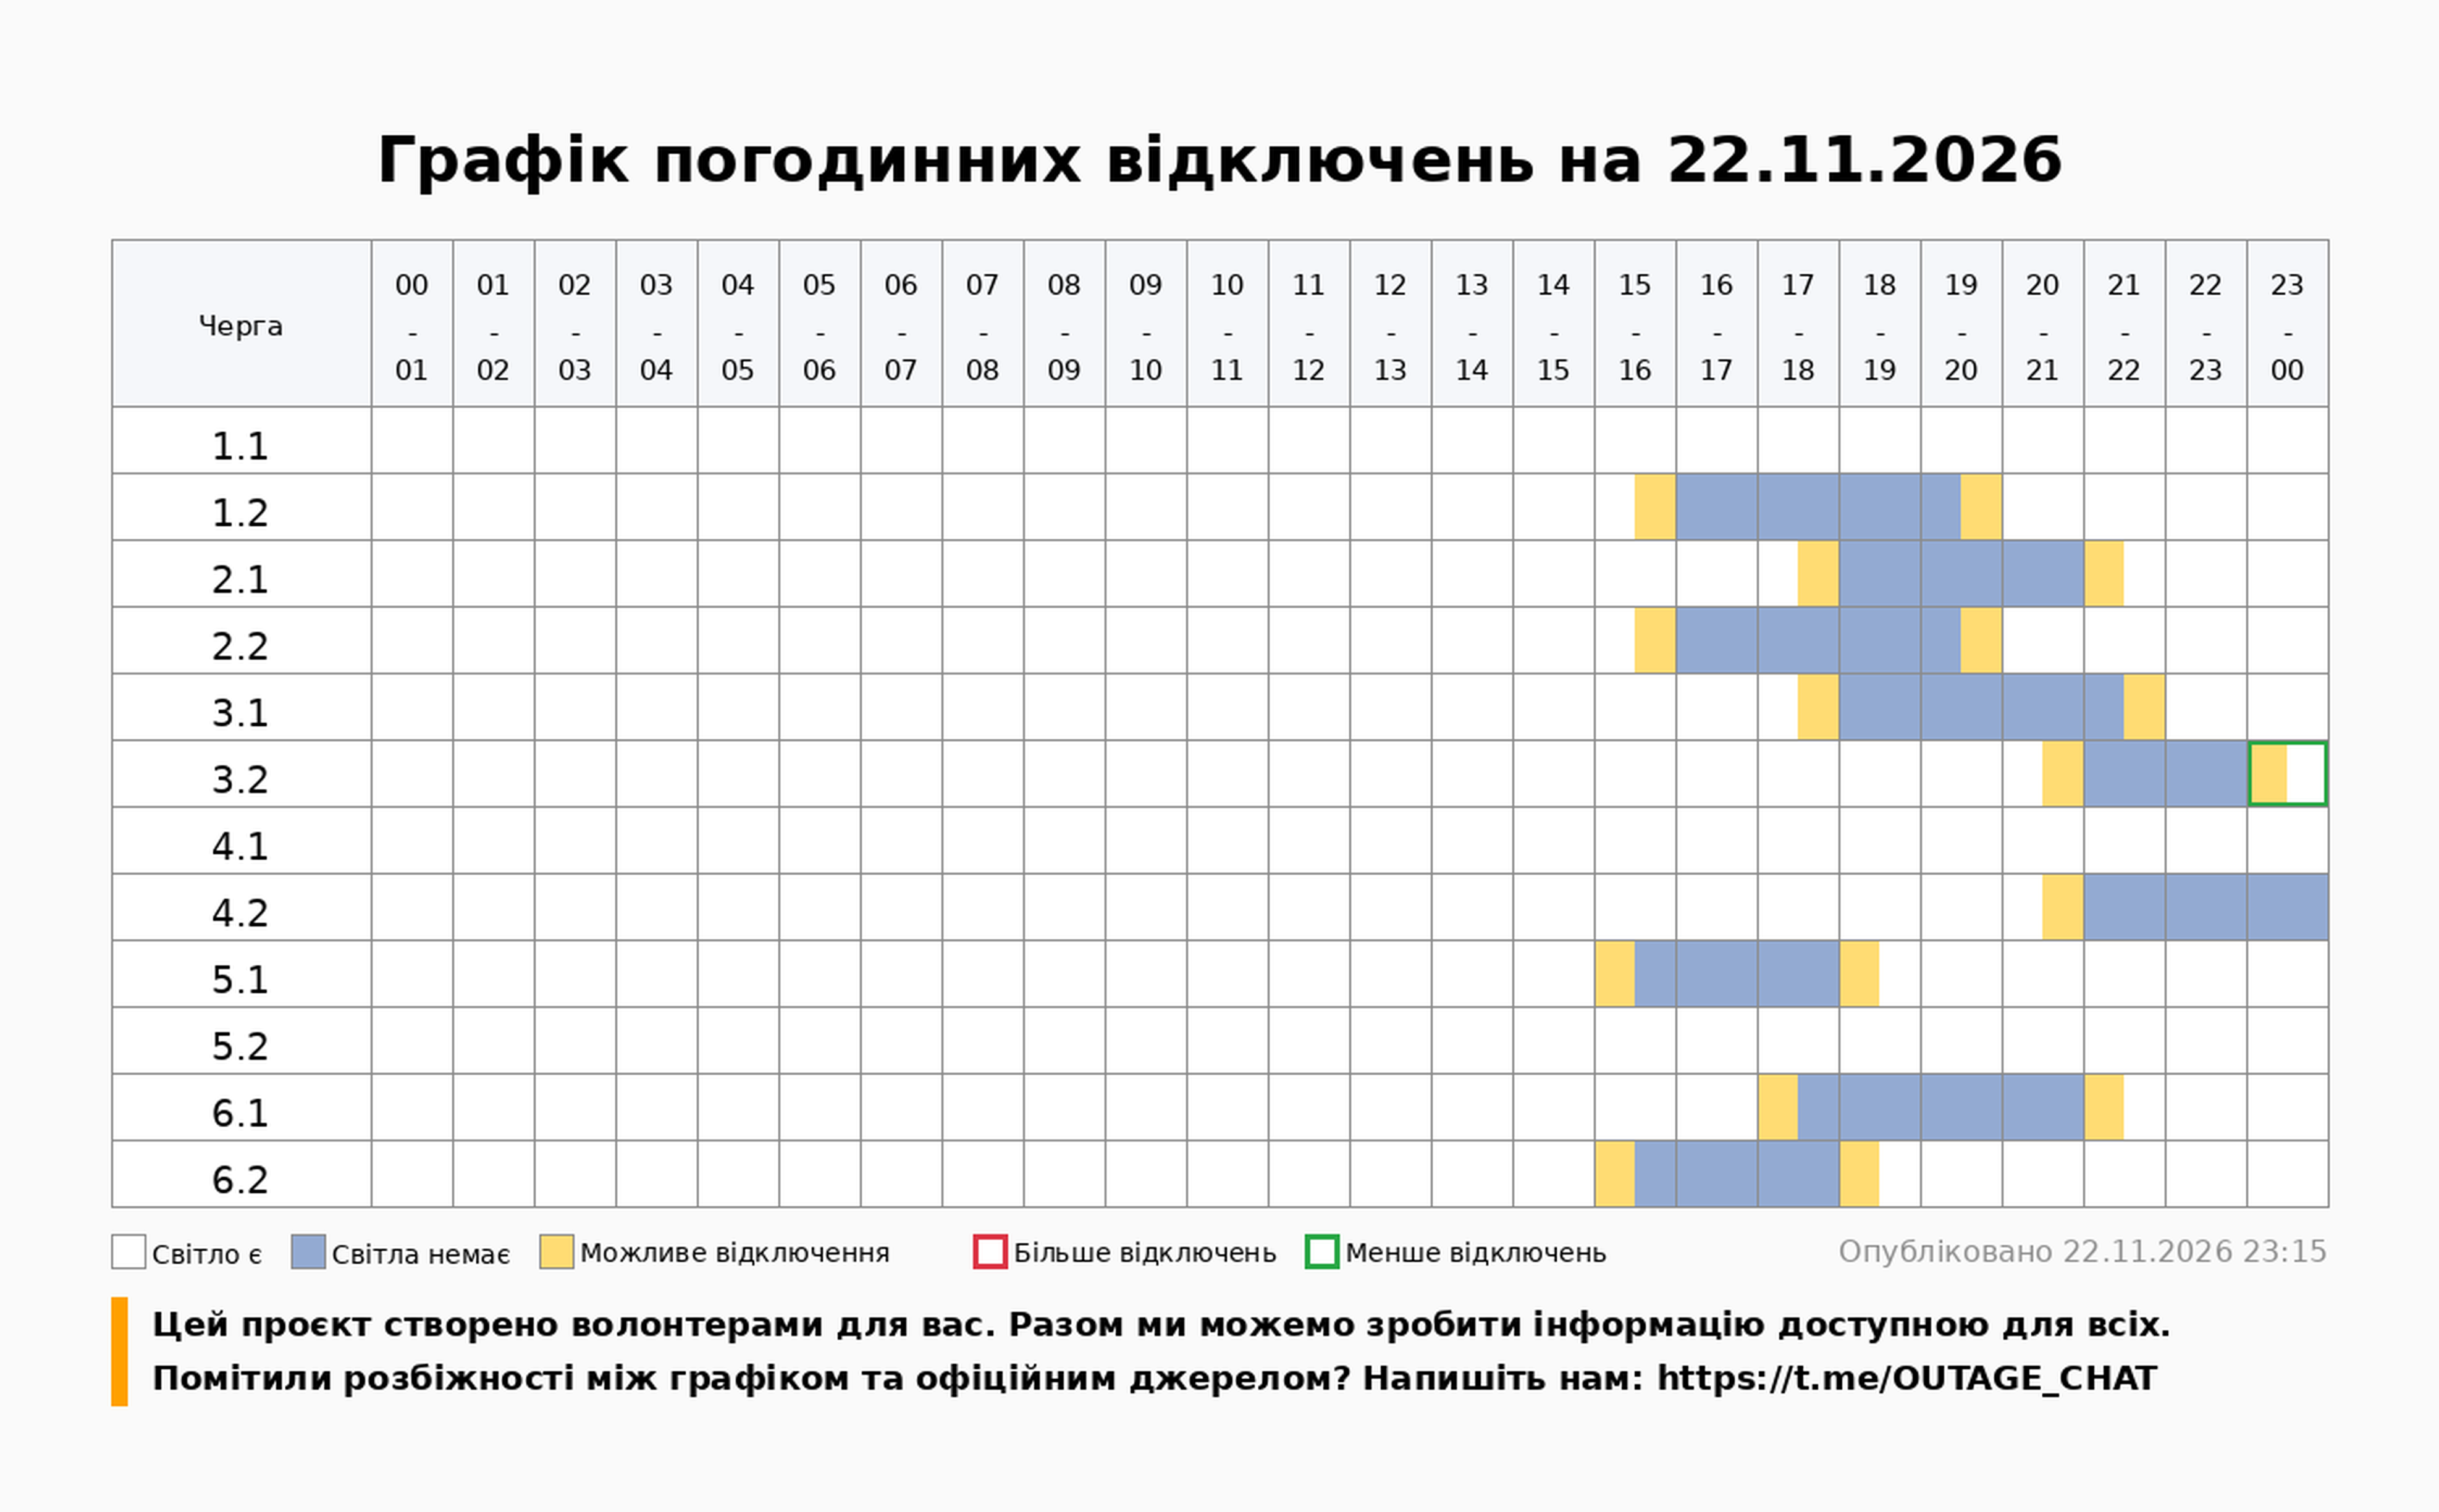 Графік погодинних відключень на 22.11.2026
Черга 00 - 01 01 - 02 02 - 03 03 - 04 04 - 05 05 - 06 06 - 07 07 - 08 08 - 09 09 - 10 10 - 11 11 - 12 12 - 13 13 - 14 14 - 15 15 - 16 16 - 17 17 - 18 18 - 19 19 - 20 20 - 21 21 - 22 22 - 23 23 - 00
1.1
1.2
2.1
2.2
3.1
3.2
4.1
4.2
5.1
5.2
6.1
6.2
Світло є Світла немає Можливе відключення Більше відключень Менше відключень Опубліковано 22.11.2026 23:15
Цей проєкт створено волонтерами для вас. Разом ми можемо зробити інформацію доступною для всіх.
Помітили розбіжності між графіком та офіційним джерелом? Напишіть нам: https://t.me/OUTAGE_CHAT